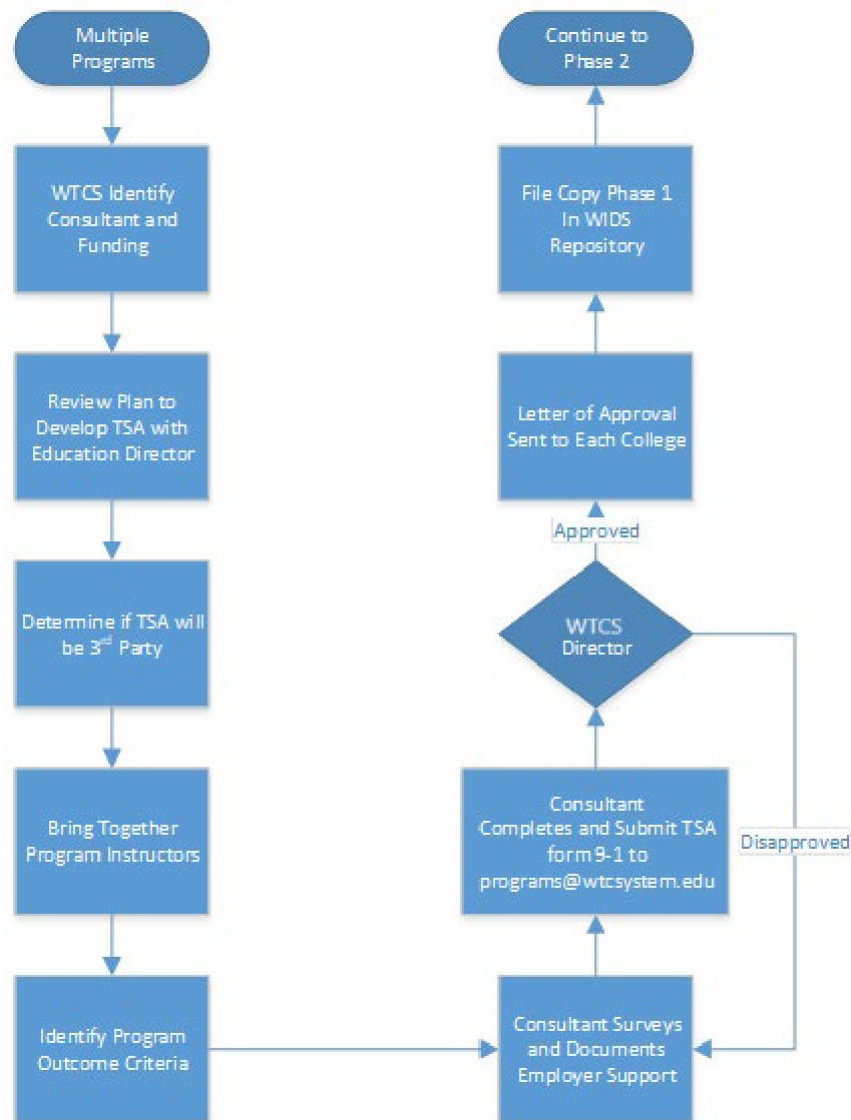 Multiple
Programs
WTCS Identify
Consultant and
Funding
Review Plan to
Develop TSA with
Education Director
Determine if TSA will
be 3rd Party
Bring Together
Program Instructors
Identify Program
Outcome Criteria
Consultant Surveys
and Documents
Employer Support
Consultant
Completes and Submit TSA
form 9-1 to
programs@wtcsystem.edu
WTCS
Director
Disapproved
Approved
Letter of Approval
Sent to Each College
File Copy Phase 1
In WIDS
Repository
Continue to
Phase 2